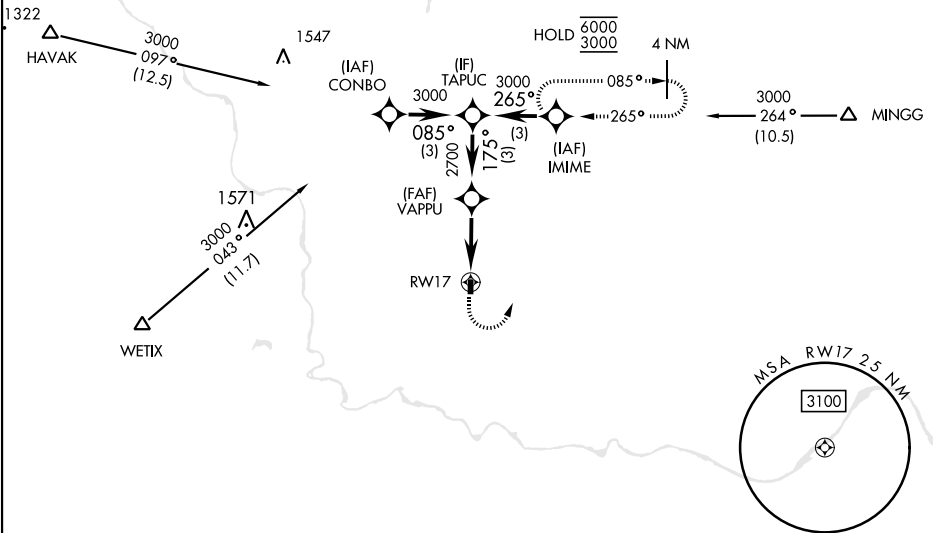 1322
HAVAK
3000
097°
(12.5)
1547
(IAF)
CONBO
3000
085°
(3)
(IF)
TAPUC
3000
265°
(3)
HOLD 6000
3000
4 NM
085°
265°
(IAF)
IMIME
3000
264°
(10.5)
MINGG
2700
175°
(3)
(FAF)
VAPPU
RW17
1571
3000
043°
(11.7)
WETIX
MSA RW17 25 NM
3100